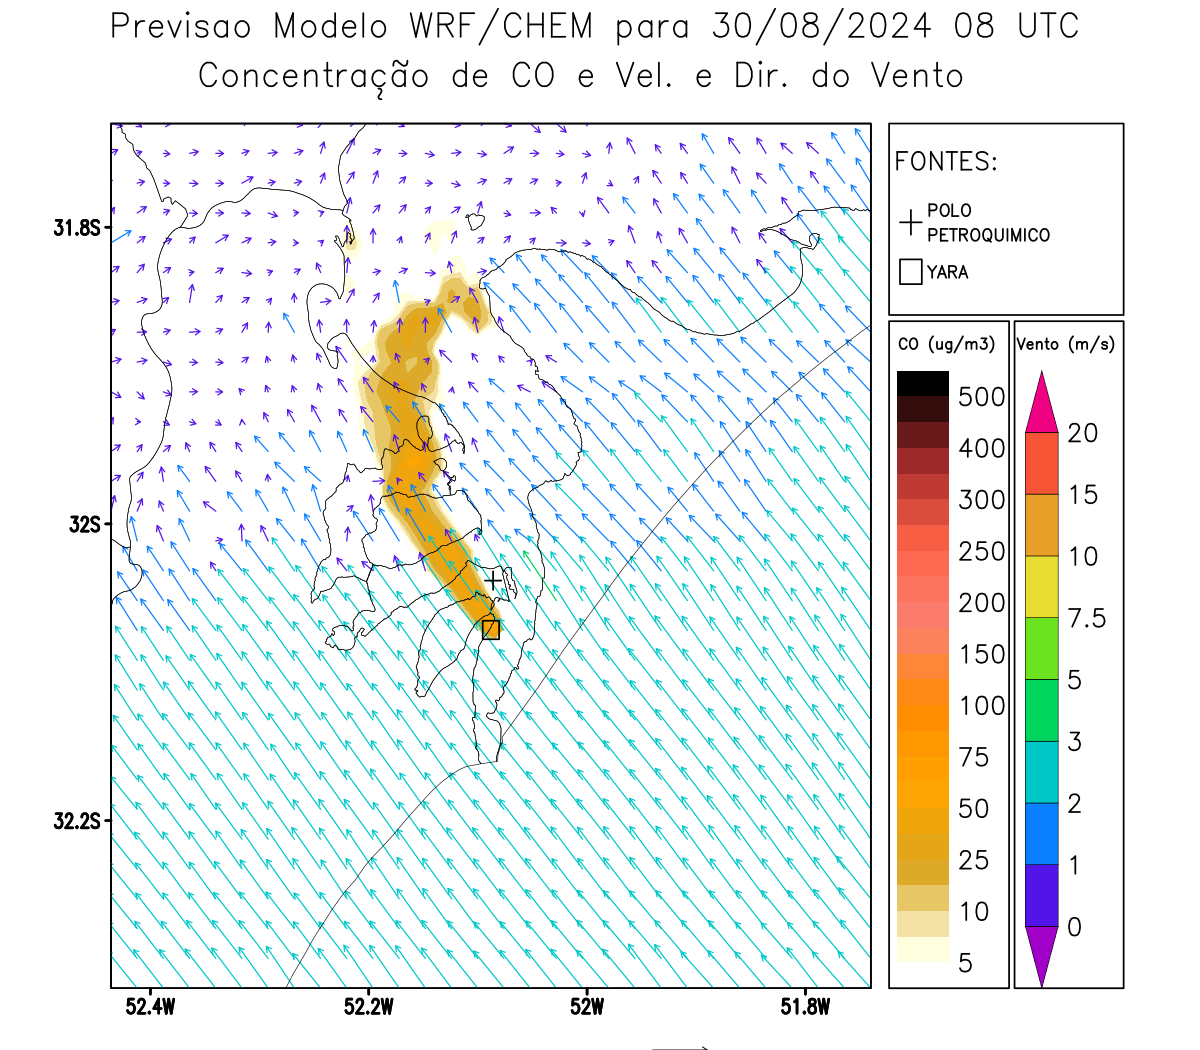 Previsao Modelo WRF/CHEM para 30/08/2024 08 UTC
Concentração de CO e Vel. e Dir. do Vento
FONTES:
POLO
PETROQUIMICO
YARA
CO (ug/m3)
500
400
300
250
200
150
100
75
50
25
10
5
Vento (m/s)
20
15
10
7.5
5
3
2
1
0
31.8S
32S
32.2S
52.4W
52.2W
52W
51.8W